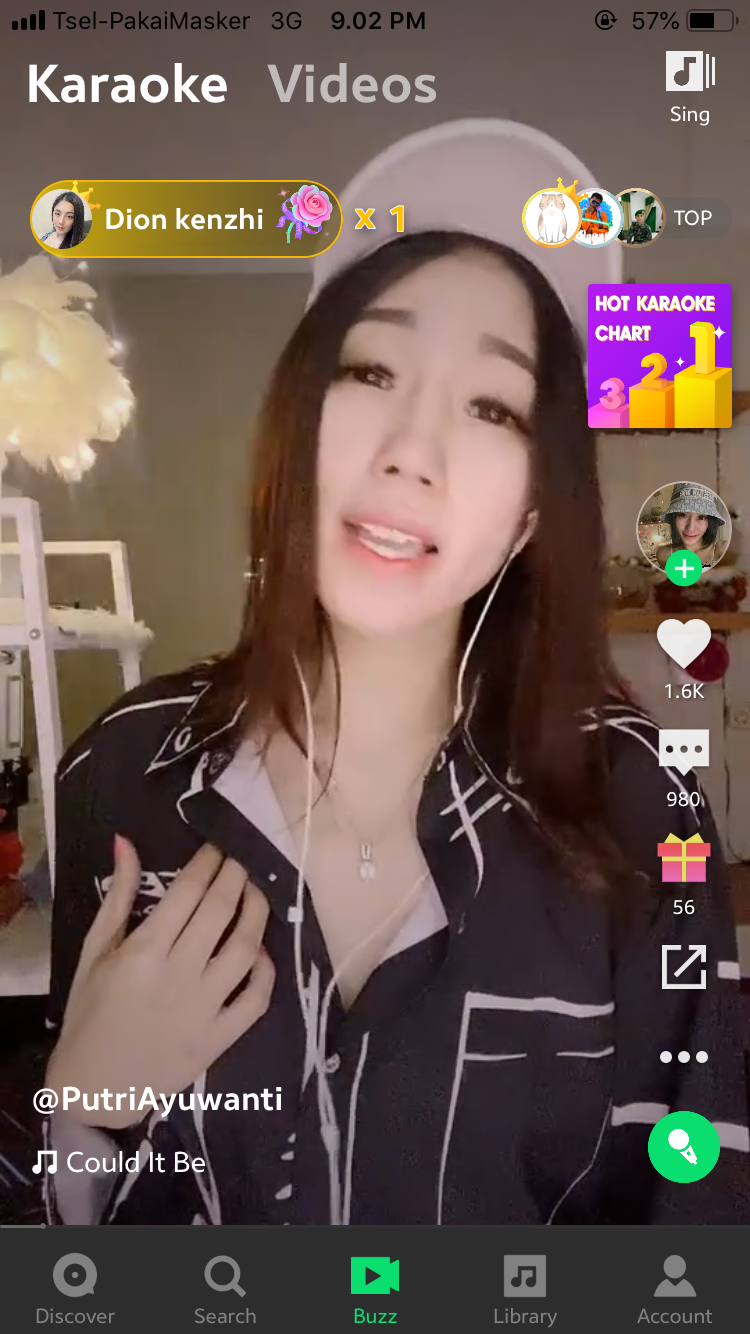 Tsel-PakaiMasker 3G 9.02 PM 57%
Karaoke Videos
Sing
Dion kenzhi x 1
TOP
HOT KARAOKE
CHART
1
2
3
1.6K
980
56
@PutriAyuwanti
Could It Be
Discover Search Buzz Library Account